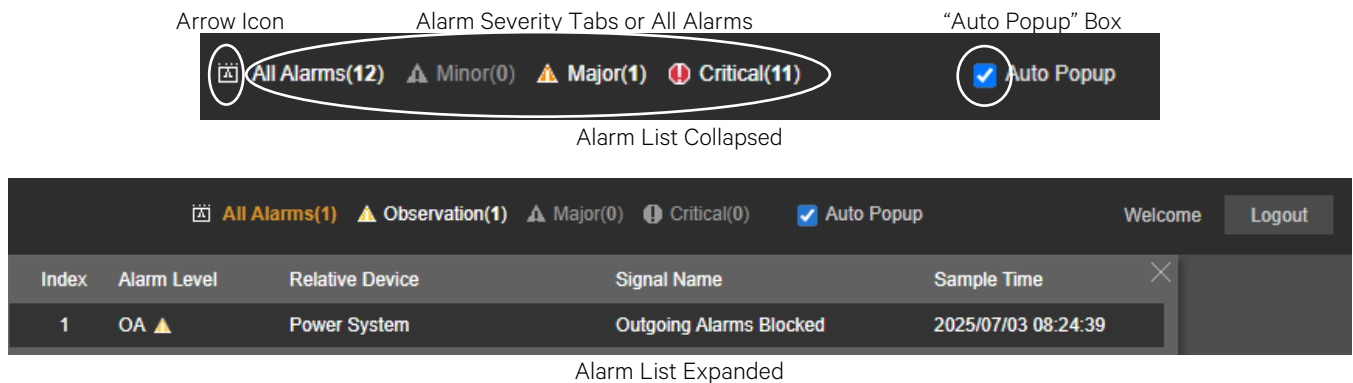 Arrow Icon Alarm Severity Tabs or All Alarms “Auto Popup” Box
All Alarms(12) Minor(0) Major(1) Critical(11) Auto Popup
Alarm List Collapsed
All Alarms(1) Observation(1) Major(0) Critical(0) Auto Popup Welcome Logout
Index Alarm Level Relative Device Signal Name Sample Time
1 OA Power System Outgoing Alarms Blocked 2025/07/03 08:24:39
Alarm List Expanded